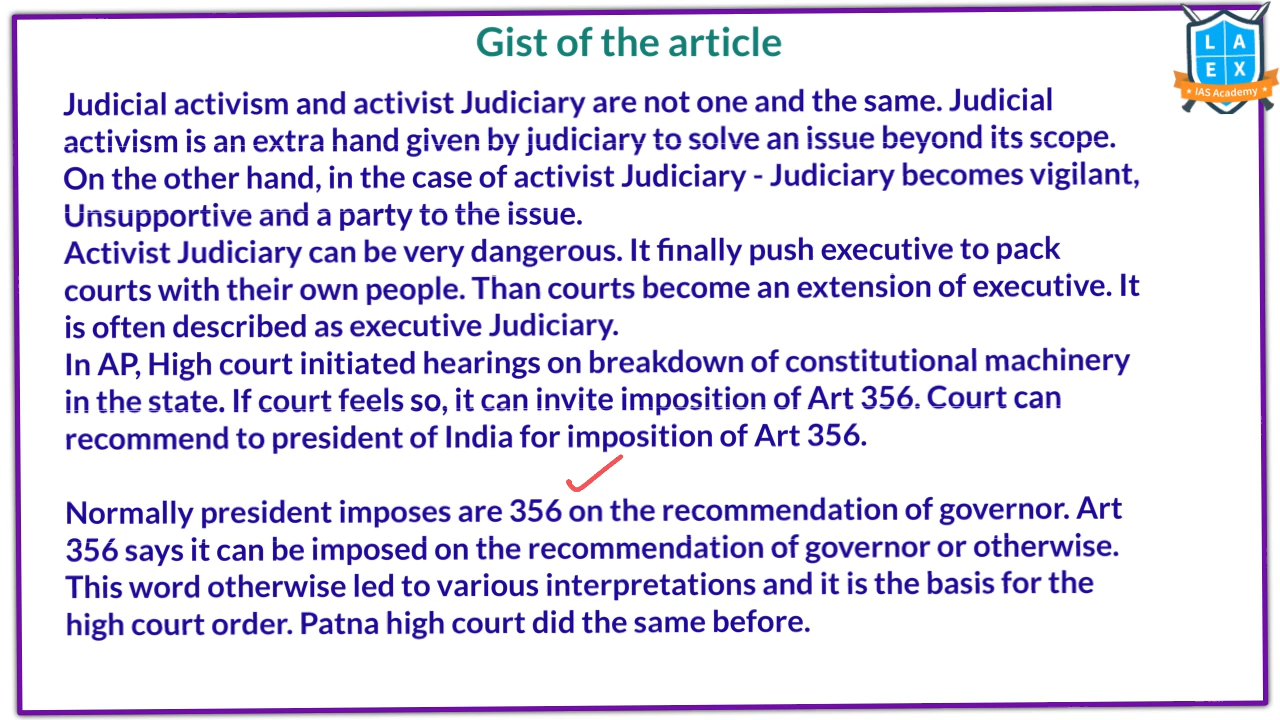 Gist of the article
L A
E X
IAS Academy
Judicial activism and activist Judiciary are not one and the same. Judicial
activism is an extra hand given by judiciary to solve an issue beyond its scope.
On the other hand, in the case of activist Judiciary - Judiciary becomes vigilant,
Unsupportive and a party to the issue.
Activist Judiciary can be very dangerous. It finally push executive to pack
courts with their own people. Than courts become an extension of executive. It
is often described as executive Judiciary.
In AP, High court initiated hearings on breakdown of constitutional machinery
in the state. If court feels so, it can invite imposition of Art 356. Court can
recommend to president of India for imposition of Art 356.
Normally president imposes are 356 on the recommendation of governor. Art
356 says it can be imposed on the recommendation of governor or otherwise.
This word otherwise led to various interpretations and it is the basis for the
high court order. Patna high court did the same before.